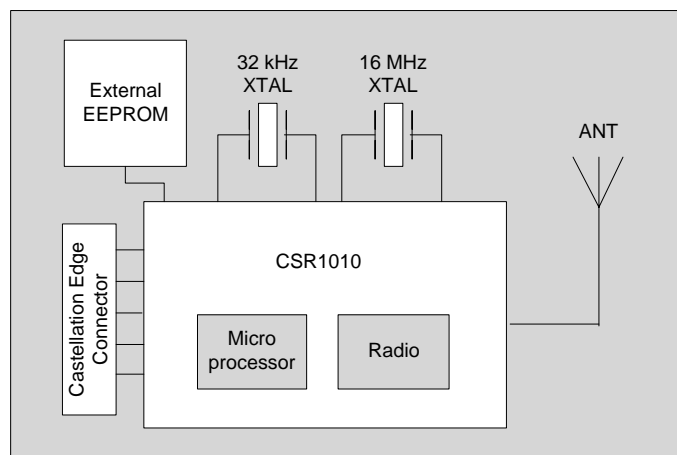 32 kHz
XTAL
16 MHz
XTAL
External
EEPROM
ANT
Castellation Edge
Connector
CSR1010
Micro
processor
Radio